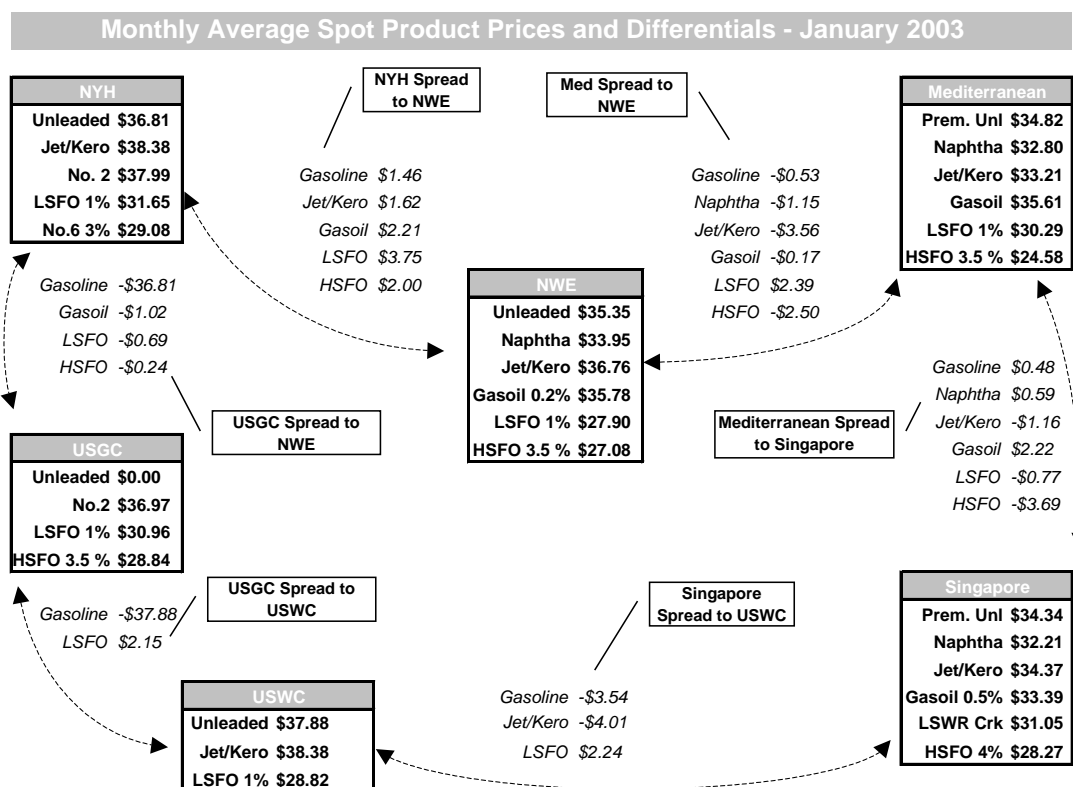 Monthly Average Spot Product Prices and Differentials - January 2003
NYH
Unleaded $36.81
Jet/Kero $38.38
No. 2 $37.99
LSFO 1% $31.65
No.6 3% $29.08
NYH Spread
to NWE
Gasoline $1.46
Jet/Kero $1.62
Gasoil $2.21
LSFO $3.75
HSFO $2.00
Med Spread to
NWE
Gasoline -$0.53
Naphtha -$1.15
Jet/Kero -$3.56
Gasoil -$0.17
LSFO $2.39
HSFO -$2.50
Mediterranean
Prem. Unl $34.82
Naphtha $32.80
Jet/Kero $33.21
Gasoil $35.61
LSFO 1% $30.29
HSFO 3.5 % $24.58
NWE
Unleaded $35.35
Naphtha $33.95
Jet/Kero $36.76
Gasoil 0.2% $35.78
LSFO 1% $27.90
HSFO 3.5 % $27.08
Gasoline -$36.81
Gasoil -$1.02
LSFO -$0.69
HSFO -$0.24
USGC Spread to
NWE
Mediterranean Spread
to Singapore
Gasoline $0.48
Naphtha $0.59
Jet/Kero -$1.16
Gasoil $2.22
LSFO -$0.77
HSFO -$3.69
USGC
Unleaded $0.00
No.2 $36.97
LSFO 1% $30.96
HSFO 3.5 % $28.84
USGC Spread to
USWC
Gasoline -$37.88
LSFO $2.15
Singapore
Spread to USWC
Gasoline -$3.54
Jet/Kero -$4.01
LSFO $2.24
Singapore
Prem. Unl $34.34
Naphtha $32.21
Jet/Kero $34.37
Gasoil 0.5% $33.39
LSWR Crk $31.05
HSFO 4% $28.27
USWC
Unleaded $37.88
Jet/Kero $38.38
LSFO 1% $28.82